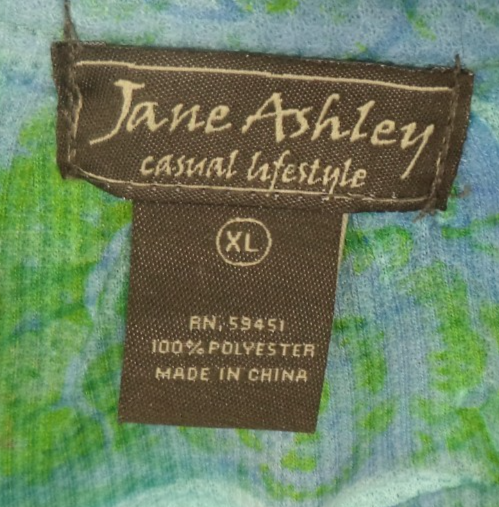 Jane Ashley
casual lifestyle
XL
RN: 59451
100% POLYESTER
MADE IN CHINA